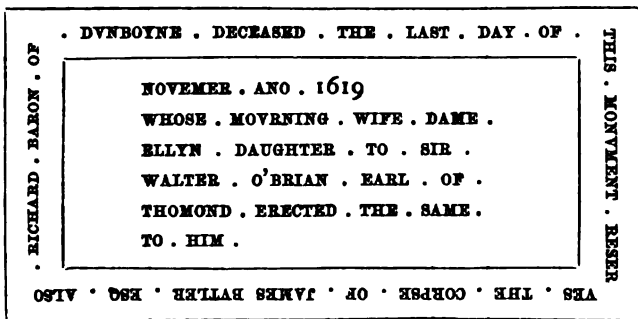 THIS . MONVMENT . RESER
VES . THE . CORPSE . OF . JAMES BVTLER . ESQ . ALSO
. RICHARD . BARON . OF
. DVNBOYNE . DECEASED . THE . LAST . DAY . OF .
NOVEMER . ANO . 1619
WHOSE . MOVRNING . WIFE . DAME .
ELLYN . DAUGHTER . TO . SIR .
WALTER . O'BRIAN . EARL . OF .
THOMOND . ERECTED . THE . SAME .
TO . HIM .